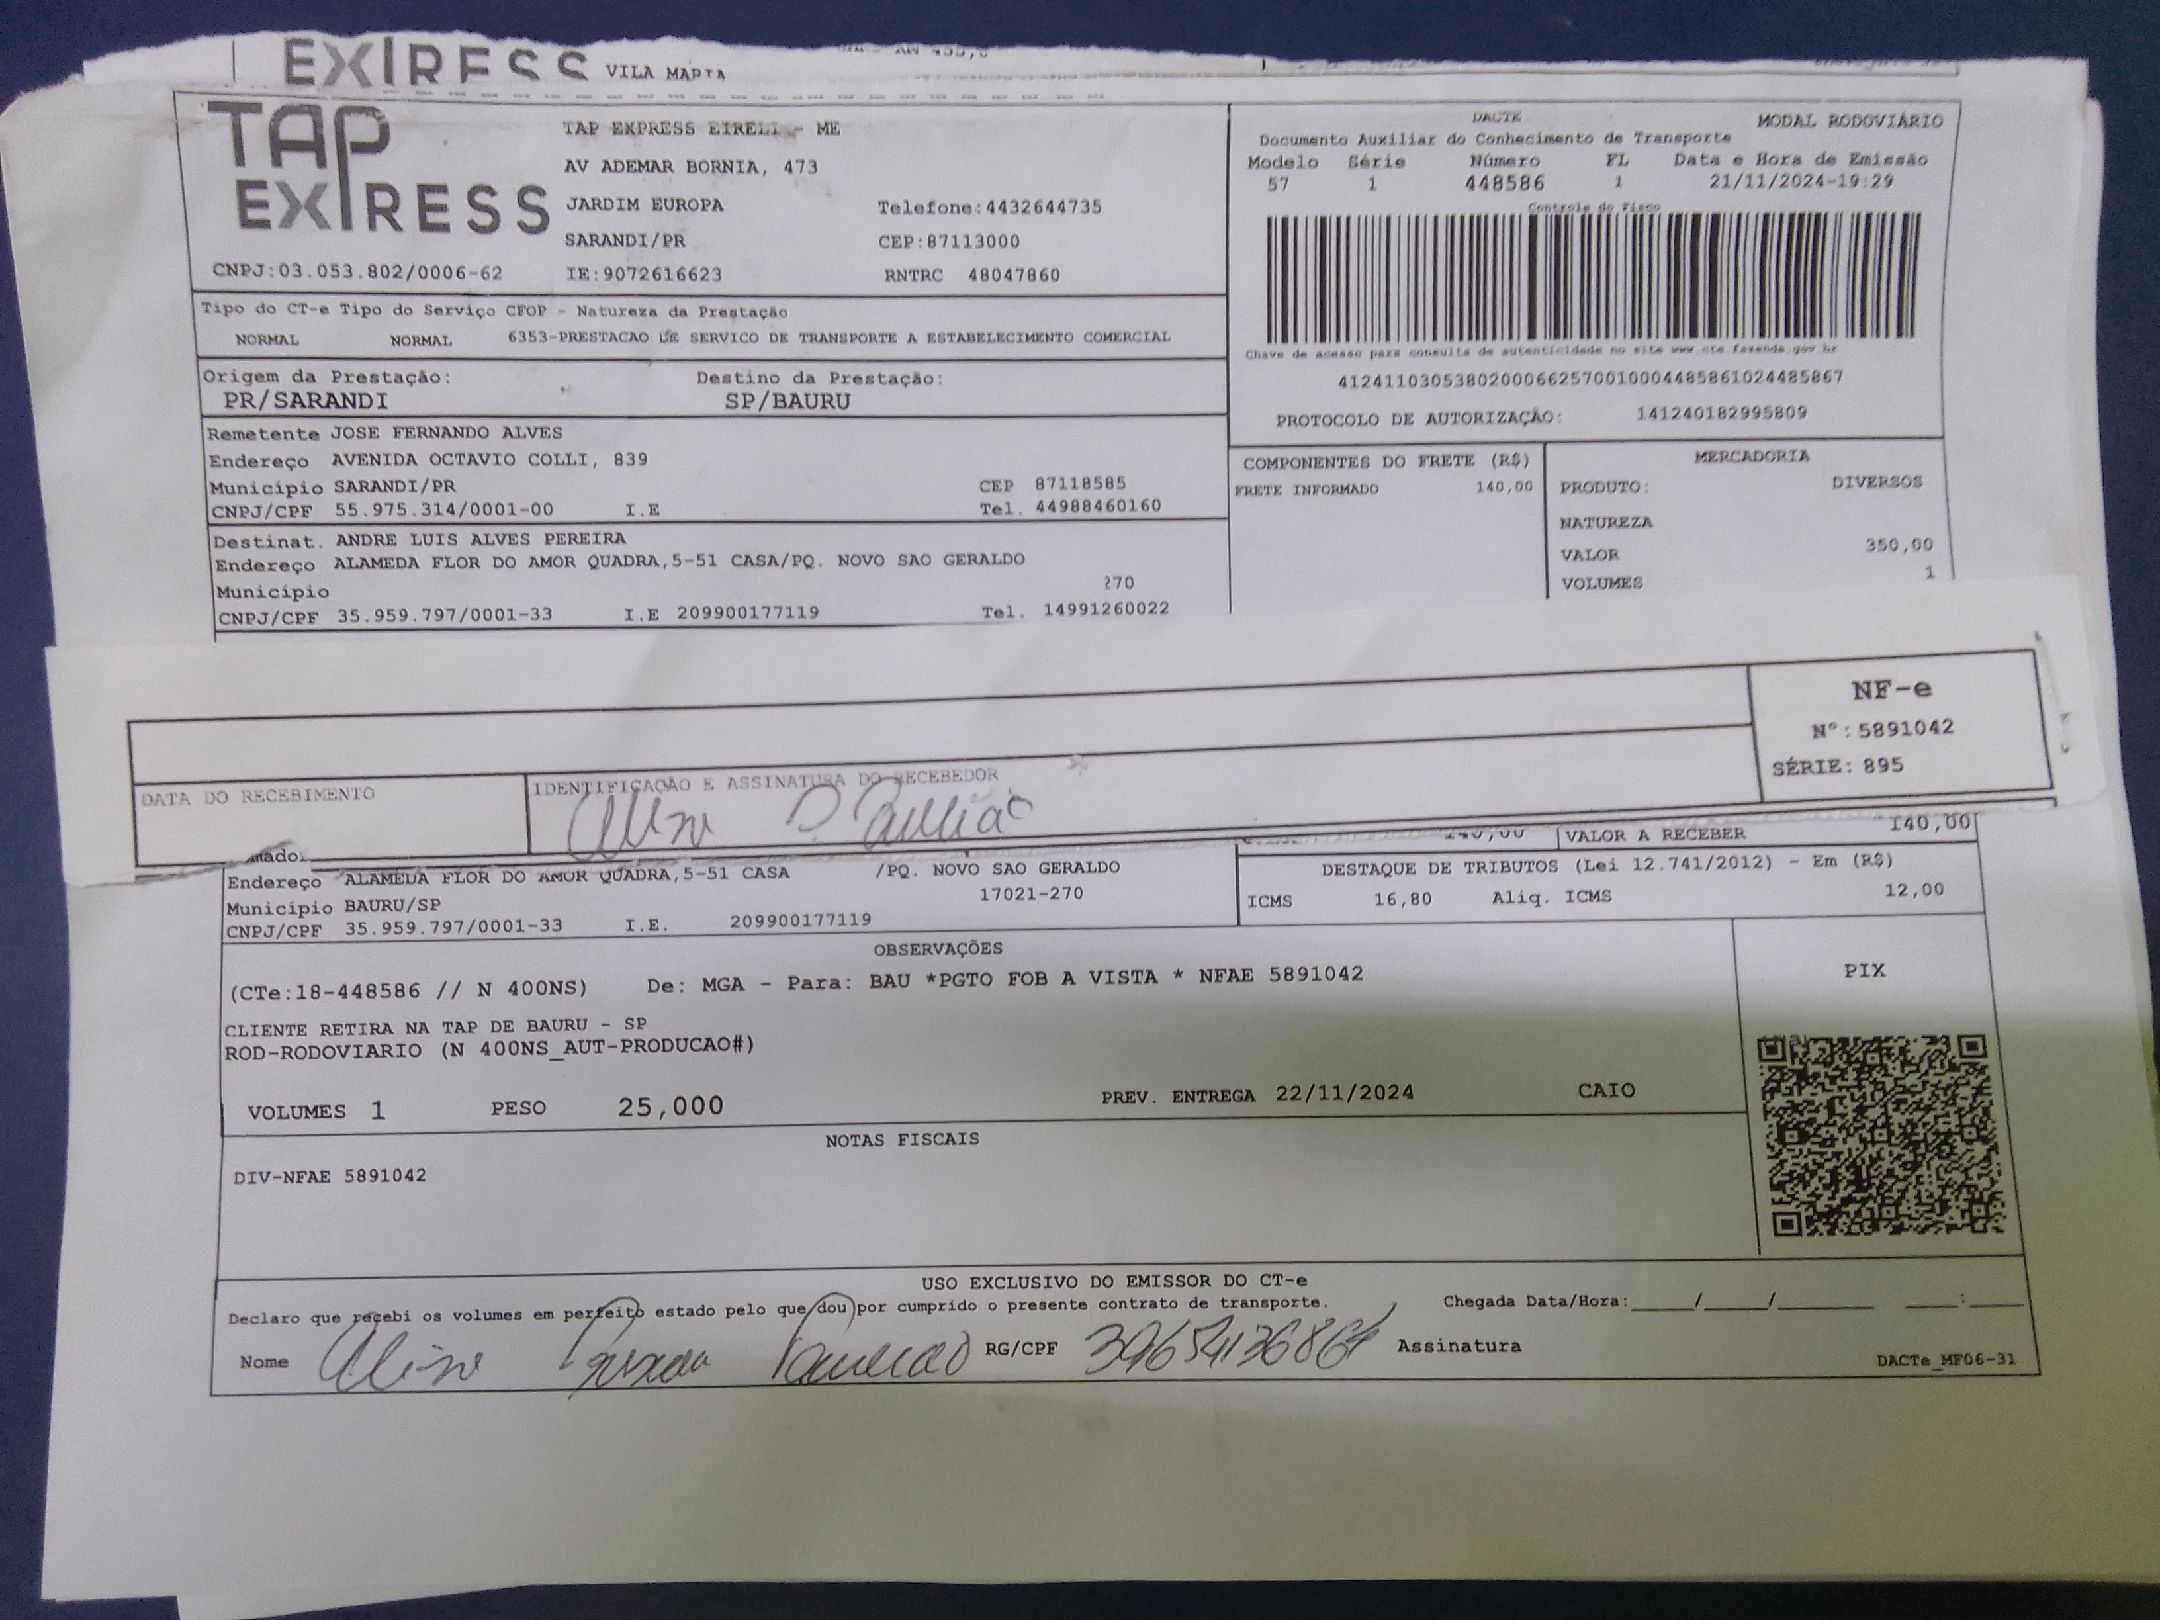 EXPRESS VILA MARIA
TAP EXPRESS
TAP EXPRESS EIRELI - ME
AV ADEMAR BORNIA, 473
JARDIM EUROPA Telefone:4432644735
SARANDI/PR CEP:87113000
CNPJ:03.053.802/0006-62 IE:9072616623 RNTRC 48047860
DACTE MODAL RODOVIÁRIO
Documento Auxiliar do Conhecimento de Transporte
Modelo Série Número FL Data e Hora de Emissão
57 1 448586 1 21/11/2024-19:29
Controle do Fisco
Chave de acesso para consulta de autenticidade no site www.cte.fazenda.gov.br
41241103053802000662570010004485861024485867
PROTOCOLO DE AUTORIZAÇÃO: 141240182995809
Tipo do CT-e Tipo do Serviço CFOP - Natureza da Prestação
NORMAL NORMAL 6353-PRESTACAO DE SERVICO DE TRANSPORTE A ESTABELECIMENTO COMERCIAL
Origem da Prestação: Destino da Prestação:
PR/SARANDI SP/BAURU
Remetente JOSE FERNANDO ALVES
Endereço AVENIDA OCTAVIO COLLI, 839
Município SARANDI/PR CEP 87118585
CNPJ/CPF 55.975.314/0001-00 I.E Tel. 44988460160
COMPONENTES DO FRETE (R$)
FRETE INFORMADO 140,00
MERCADORIA
PRODUTO: DIVERSOS
NATUREZA
VALOR 350,00
VOLUMES 1
Destinat. ANDRE LUIS ALVES PEREIRA
Endereço ALAMEDA FLOR DO AMOR QUADRA,5-51 CASA/PQ. NOVO SAO GERALDO
Município 270
CNPJ/CPF 35.959.797/0001-33 I.E 209900177119 Tel. 14991260022
NF-e
Nº: 5891042
SÉRIE: 895
DATA DO RECEBIMENTO
IDENTIFICAÇÃO E ASSINATURA DO RECEBEDOR
Aline P.
140,00 VALOR A RECEBER 140,00
Endereço ALAMEDA FLOR DO AMOR QUADRA,5-51 CASA /PQ. NOVO SAO GERALDO
17021-270
Município BAURU/SP
CNPJ/CPF 35.959.797/0001-33 I.E. 209900177119
DESTAQUE DE TRIBUTOS (Lei 12.741/2012) - Em (R$)
ICMS 16,80 Aliq. ICMS 12,00
OBSERVAÇÕES
(CTe:18-448586 // N 400NS) De: MGA - Para: BAU *PGTO FOB A VISTA * NFAE 5891042
CLIENTE RETIRA NA TAP DE BAURU - SP
ROD-RODOVIARIO (N 400NS_AUT-PRODUCAO#)
VOLUMES 1 PESO 25,000 PREV. ENTREGA 22/11/2024 CAIO
PIX
NOTAS FISCAIS
DIV-NFAE 5891042
USO EXCLUSIVO DO EMISSOR DO CT-e
Declaro que recebi os volumes em perfeito estado pelo que dou por cumprido o presente contrato de transporte. Chegada Data/Hora:____/____/________ ____:____
Nome Aline RG/CPF 39654136864 Assinatura
DACTe_MF06-31